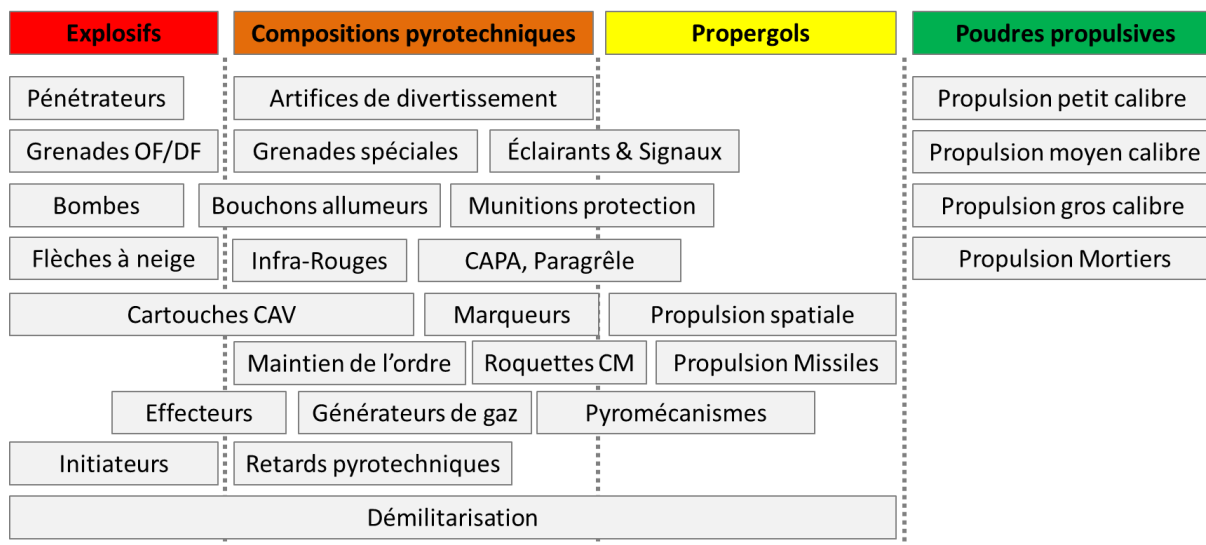 Explosifs
Compositions pyrotechniques
Propergols
Poudres propulsives
Pénétrateurs
Artifices de divertissement
Propulsion petit calibre
Grenades OF/DF
Grenades spéciales
Éclairants & Signaux
Propulsion moyen calibre
Bombes
Bouchons allumeurs
Munitions protection
Propulsion gros calibre
Flèches à neige
Infra-Rouges
CAPA, Paragrêle
Propulsion Mortiers
Cartouches CAV
Marqueurs
Propulsion spatiale
Maintien de l’ordre
Roquettes CM
Propulsion Missiles
Effecteurs
Générateurs de gaz
Pyromécanismes
Initiateurs
Retards pyrotechniques
Démilitarisation